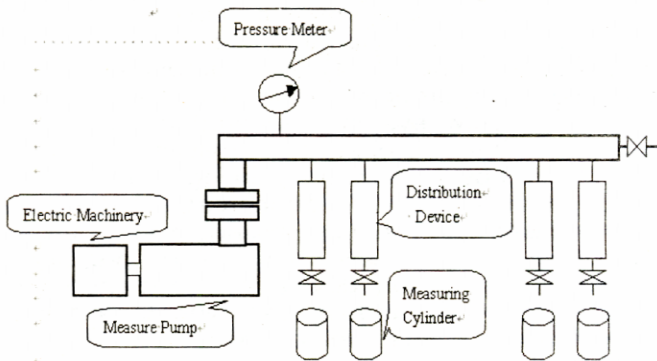 Pressure Meter
Electric Machinery
Distribution
Device
Measuring
Cylinder
Measure Pump